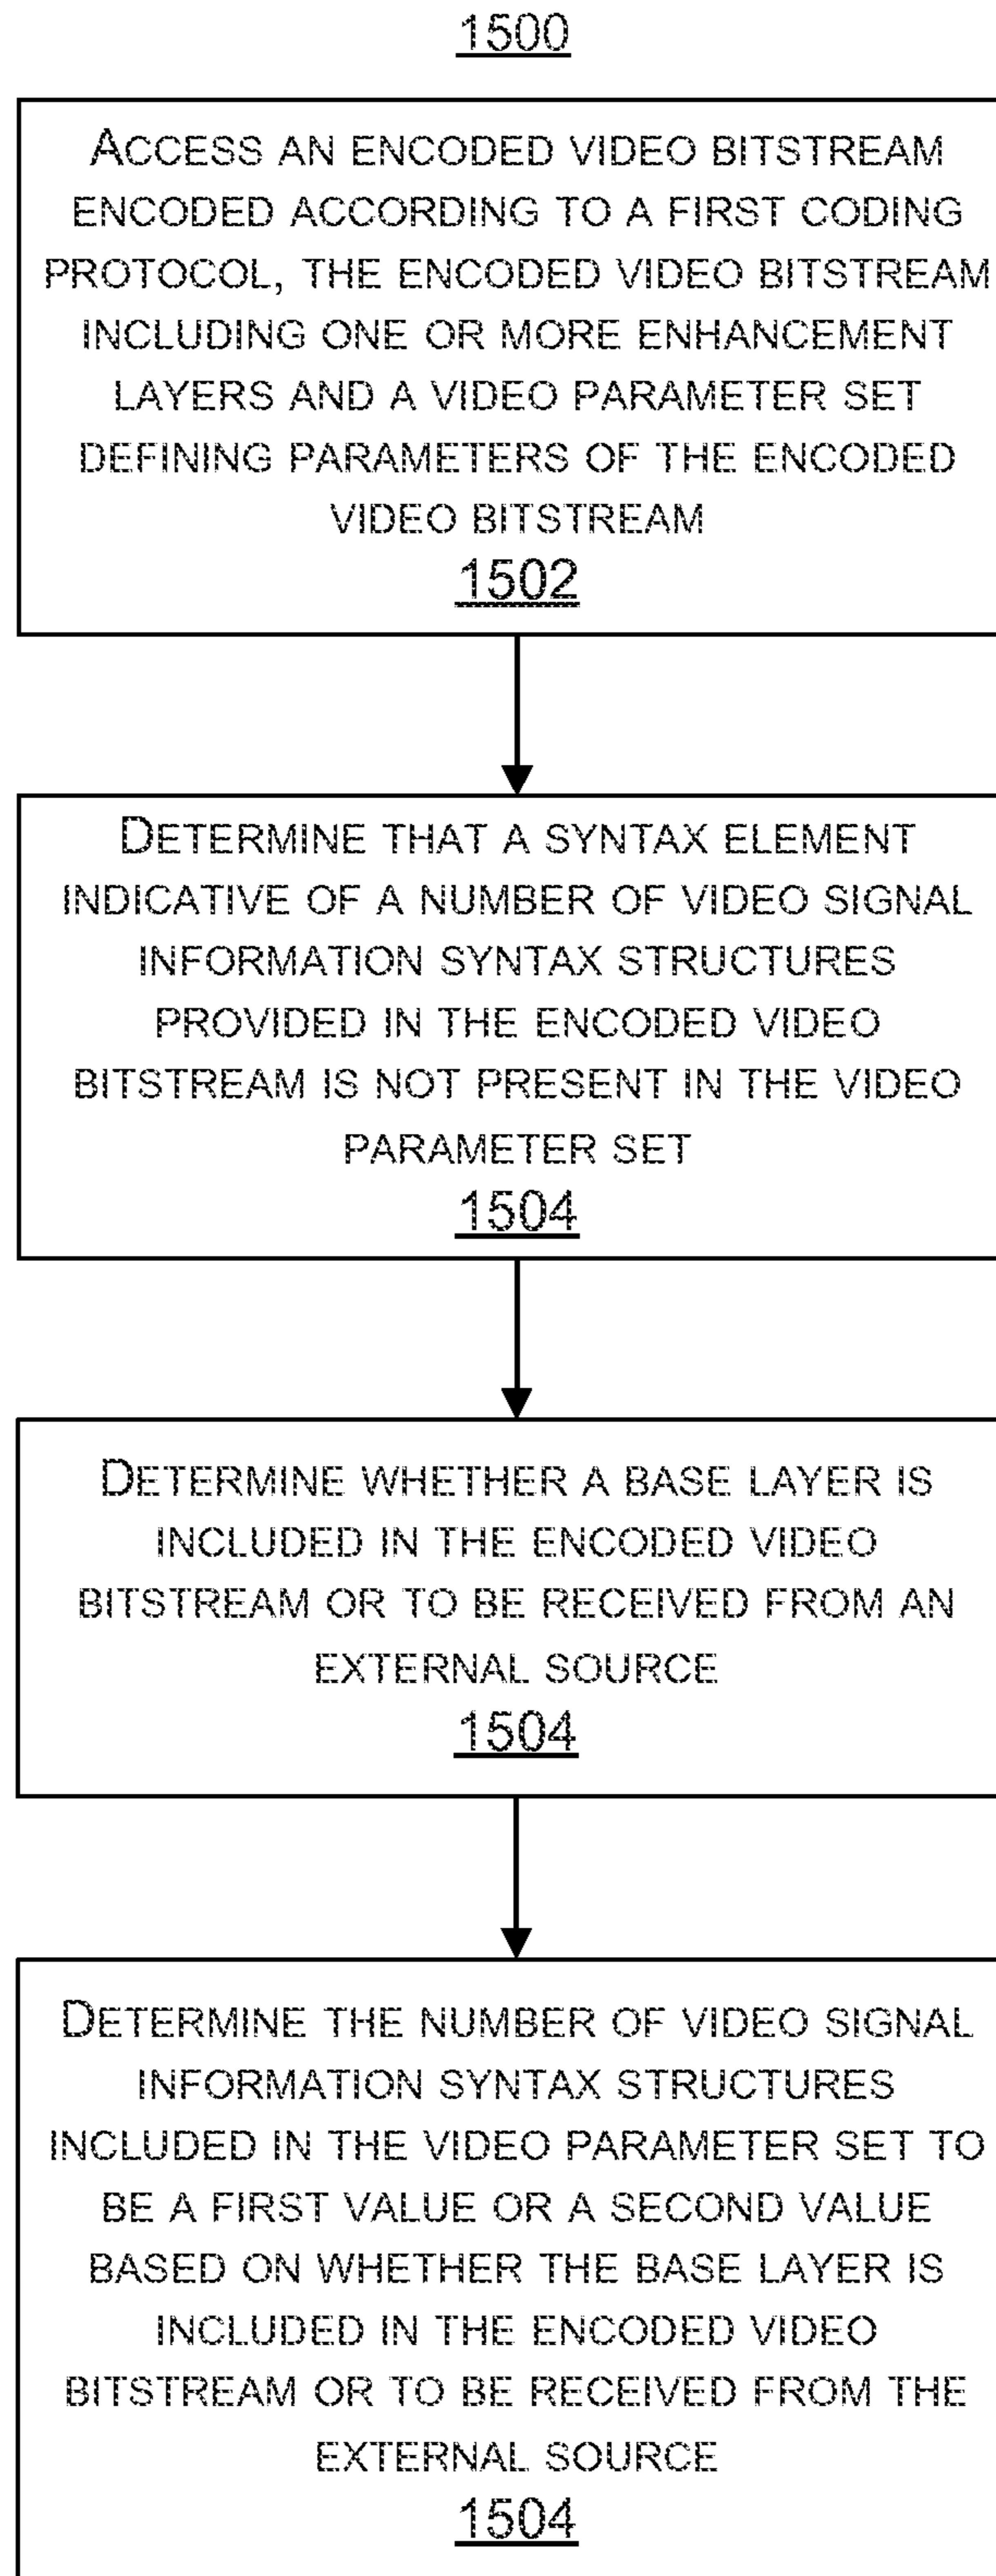 1500
ACCESS AN ENCODED VIDEO BITSTREAM
ENCODED ACCORDING TO A FIRST CODING
PROTOCOL, THE ENCODED VIDEO BITSTREAM
INCLUDING ONE OR MORE ENHANCEMENT
LAYERS AND A VIDEO PARAMETER SET
DEFINING PARAMETERS OF THE ENCODED
VIDEO BITSTREAM
1502
DETERMINE THAT A SYNTAX ELEMENT
INDICATIVE OF A NUMBER OF VIDEO SIGNAL
INFORMATION SYNTAX STRUCTURES
PROVIDED IN THE ENCODED VIDEO
BITSTREAM IS NOT PRESENT IN THE VIDEO
PARAMETER SET
1504
DETERMINE WHETHER A BASE LAYER IS
INCLUDED IN THE ENCODED VIDEO
BITSTREAM OR TO BE RECEIVED FROM AN
EXTERNAL SOURCE
1504
DETERMINE THE NUMBER OF VIDEO SIGNAL
INFORMATION SYNTAX STRUCTURES
INCLUDED IN THE VIDEO PARAMETER SET TO
BE A FIRST VALUE OR A SECOND VALUE
BASED ON WHETHER THE BASE LAYER IS
INCLUDED IN THE ENCODED VIDEO
BITSTREAM OR TO BE RECEIVED FROM THE
EXTERNAL SOURCE
1504